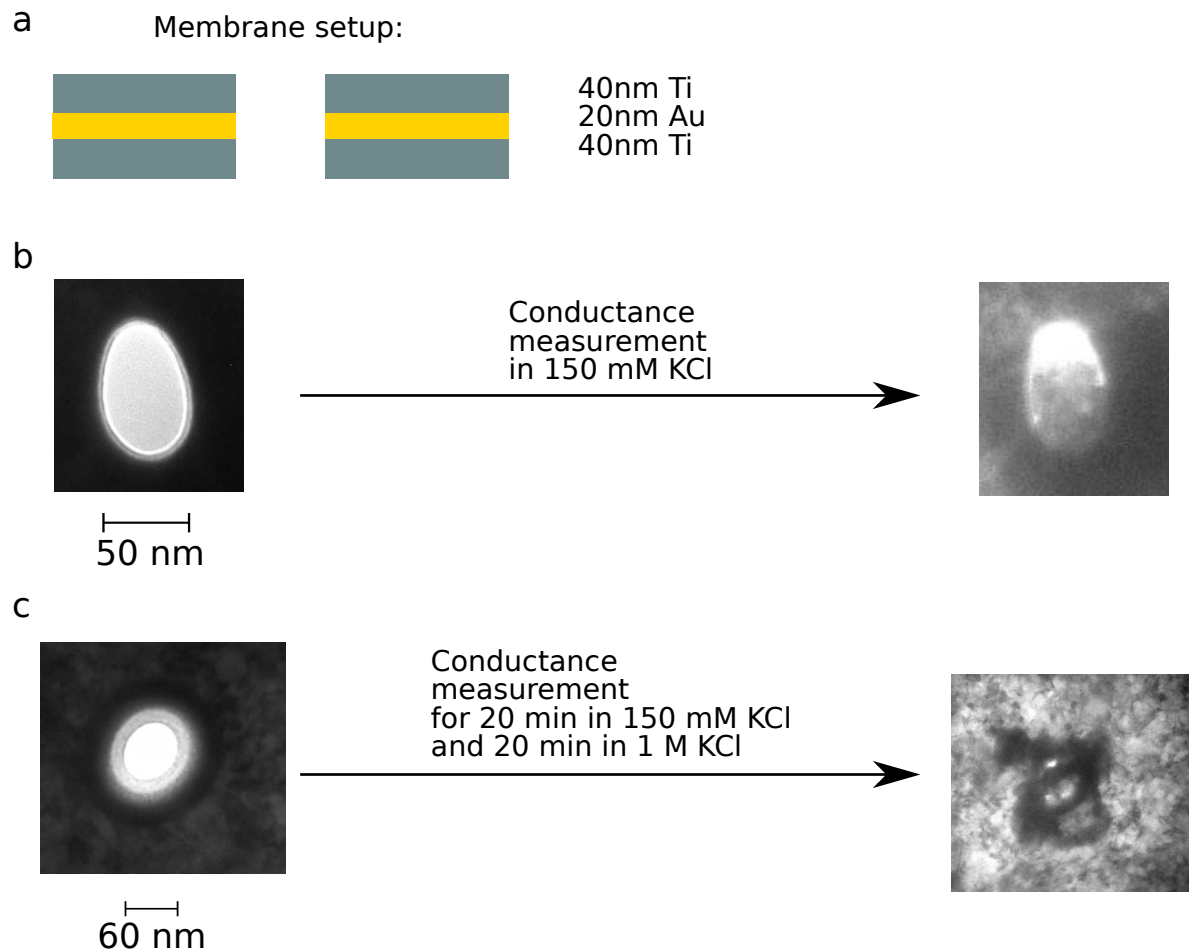 a
Membrane setup:
40nm Ti
20nm Au
40nm Ti
b
Conductance
measurement
in 150 mM KCl
50 nm
c
Conductance
measurement
for 20 min in 150 mM KCl
and 20 min in 1 M KCl
60 nm